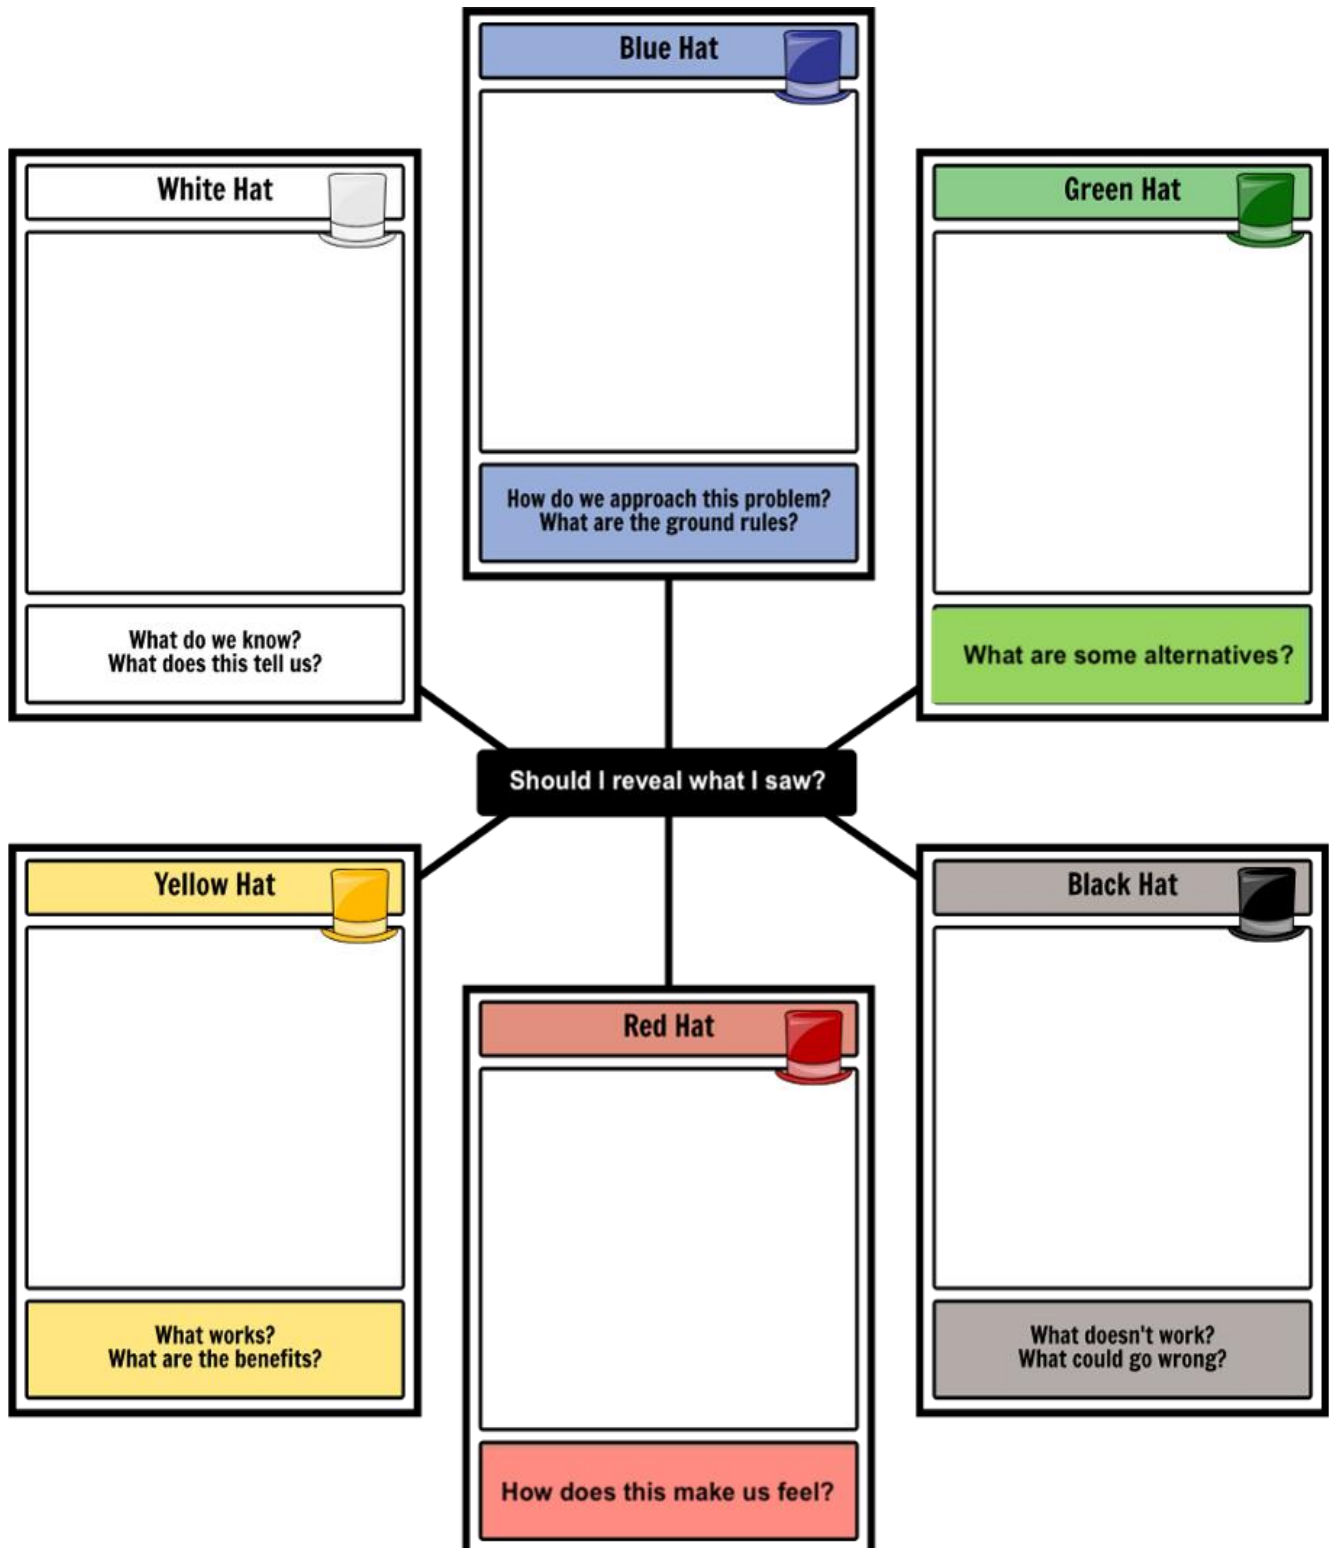 Blue Hat
How do we approach this problem?
What are the ground rules?
White Hat
What do we know?
What does this tell us?
Green Hat
What are some alternatives?
Should I reveal what I saw?
Yellow Hat
What works?
What are the benefits?
Red Hat
How does this make us feel?
Black Hat
What doesn't work?
What could go wrong?